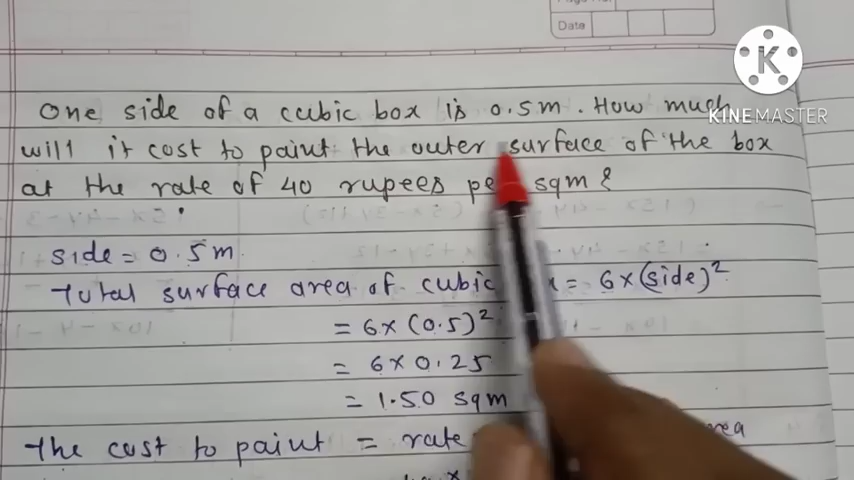 Date
K
KINEMASTER
One side of a cubic box is 0.5m. How much
will it cost to paint the outer surface of the box
at the rate of 40 rupees per sqm?
side = 0.5m
Total surface area of cubic = 6×(side)²
= 6×(0.5)²
= 6×0.25
= 1.50 sqm
The cost to paint = rate